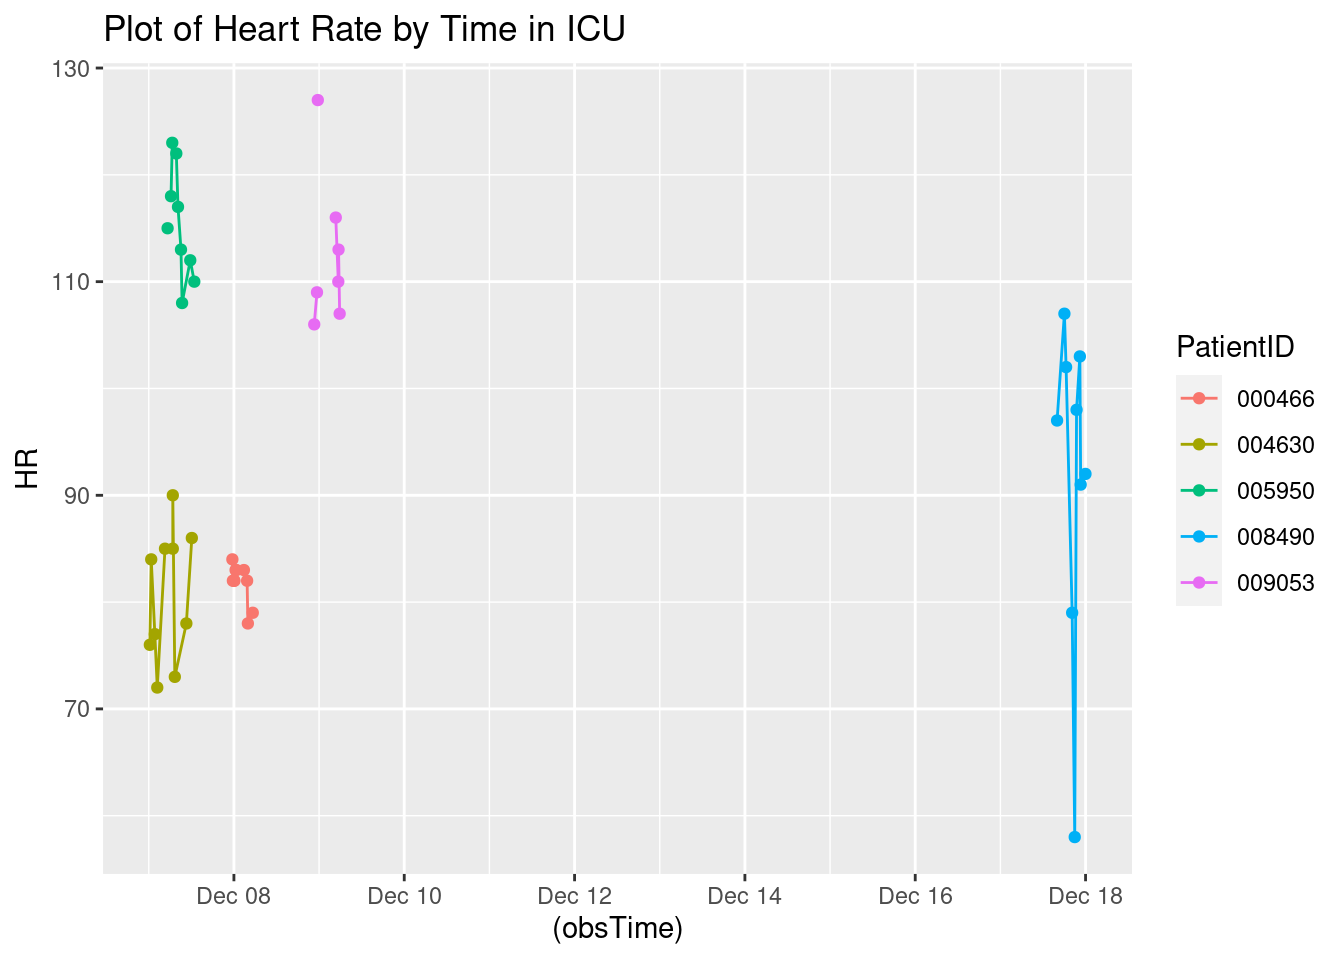 Plot of Heart Rate by Time in ICU
130
110
90
70
HR
Dec 08
Dec 10
Dec 12
Dec 14
Dec 16
Dec 18
(obsTime)
PatientID
000466
004630
005950
008490
009053